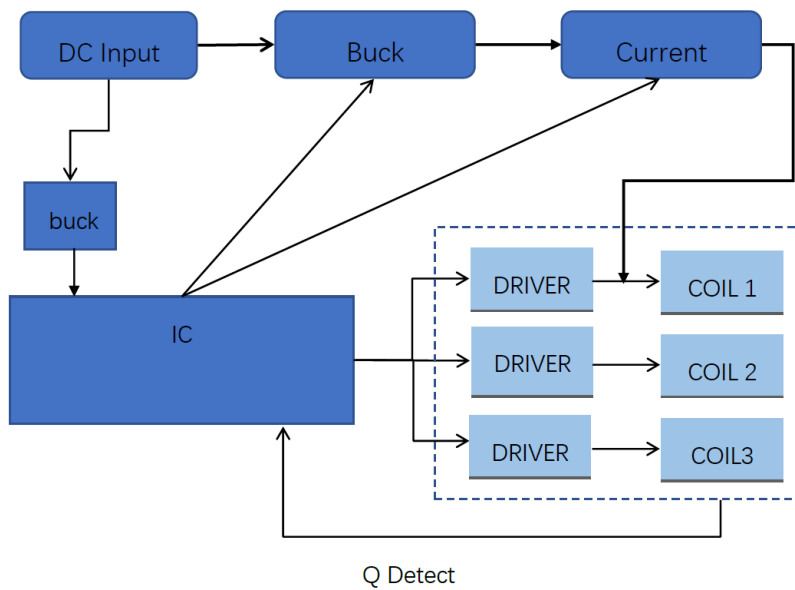 DC Input
Buck
Current
buck
IC
DRIVER
COIL 1
DRIVER
COIL 2
DRIVER
COIL3
Q Detect